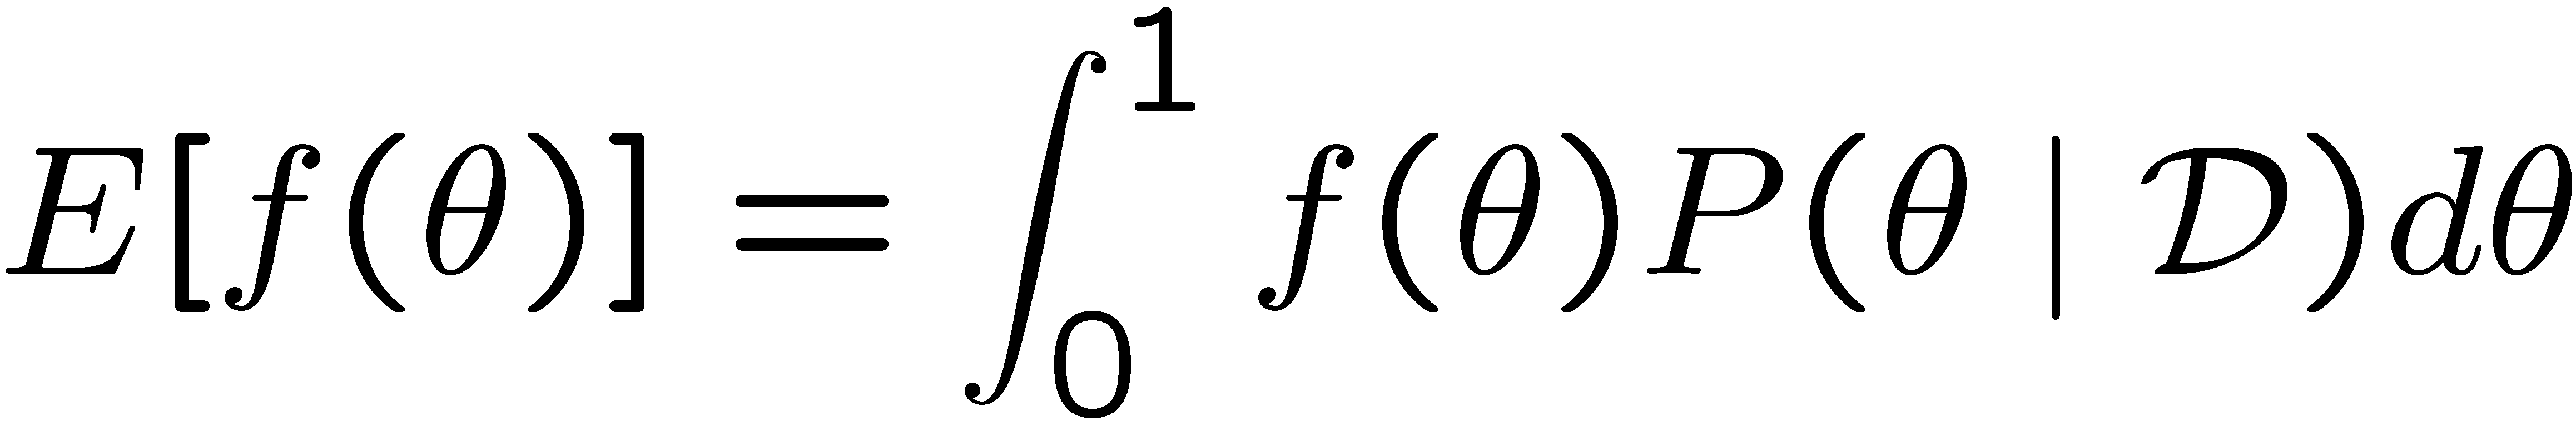 E[f(θ)] = ∫₀¹ f(θ)P(θ | 𝒟)dθ